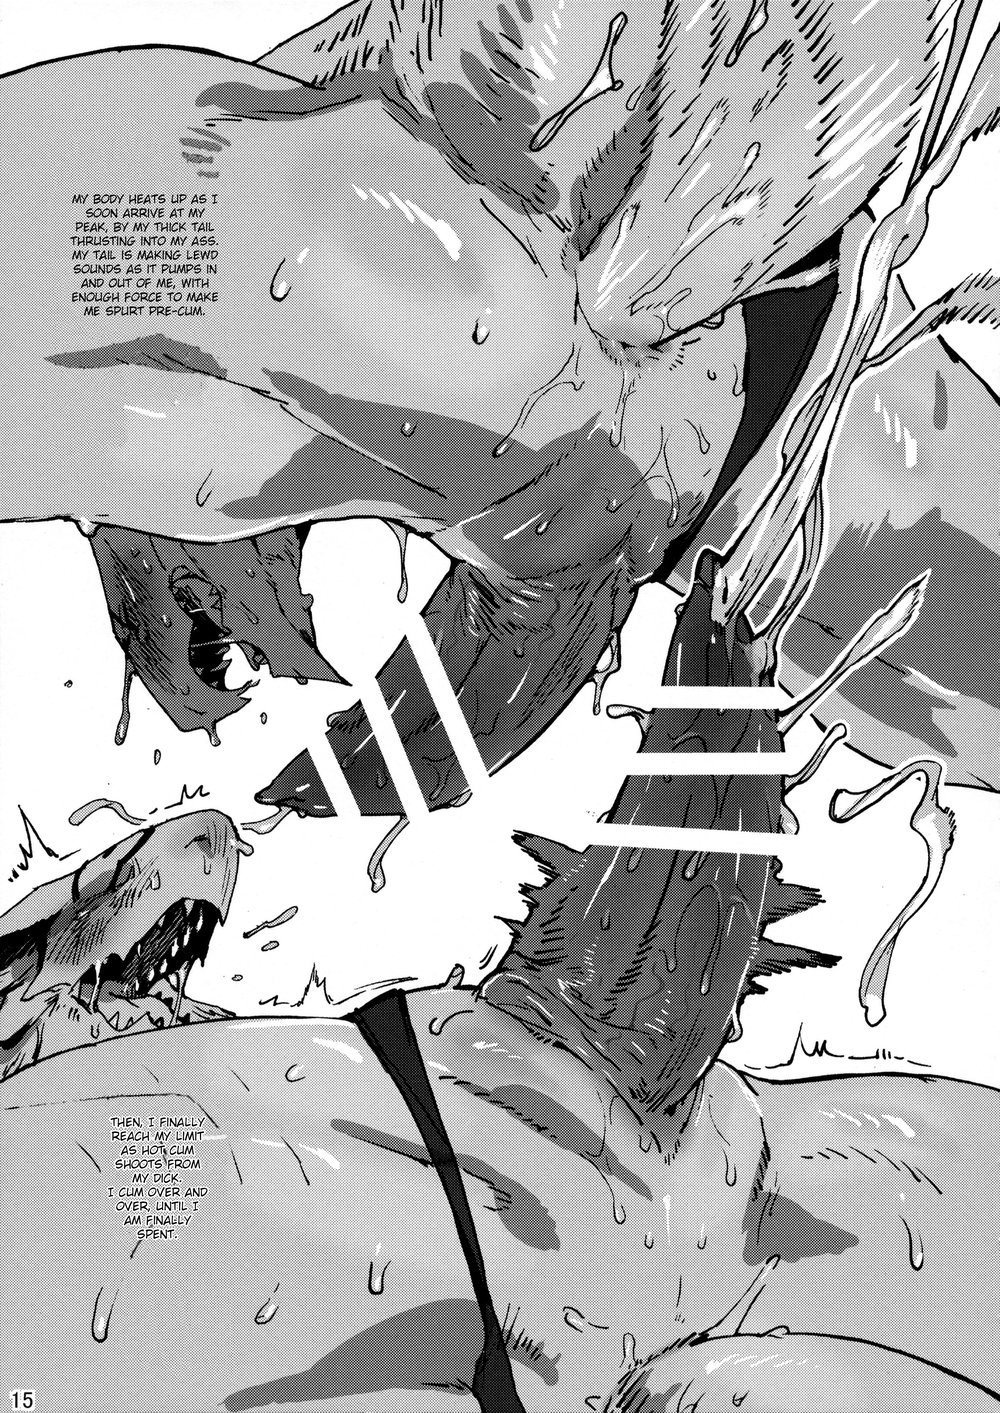 MY BODY HEATS UP AS I
SOON ARRIVE AT MY
PEAK, BY MY THICK TAIL
THRUSTING INTO MY ASS.
MY TAIL IS MAKING LEWD
SOUNDS AS IT PUMPS IN
AND OUT OF ME, WITH
ENOUGH FORCE TO MAKE
ME SPURT PRE-CUM.
THEN, I FINALLY
REACH MY LIMIT
AS HOT CUM
SHOOTS FROM
MY DICK.
I CUM OVER AND
OVER, UNTIL I
AM FINALLY
SPENT.
15